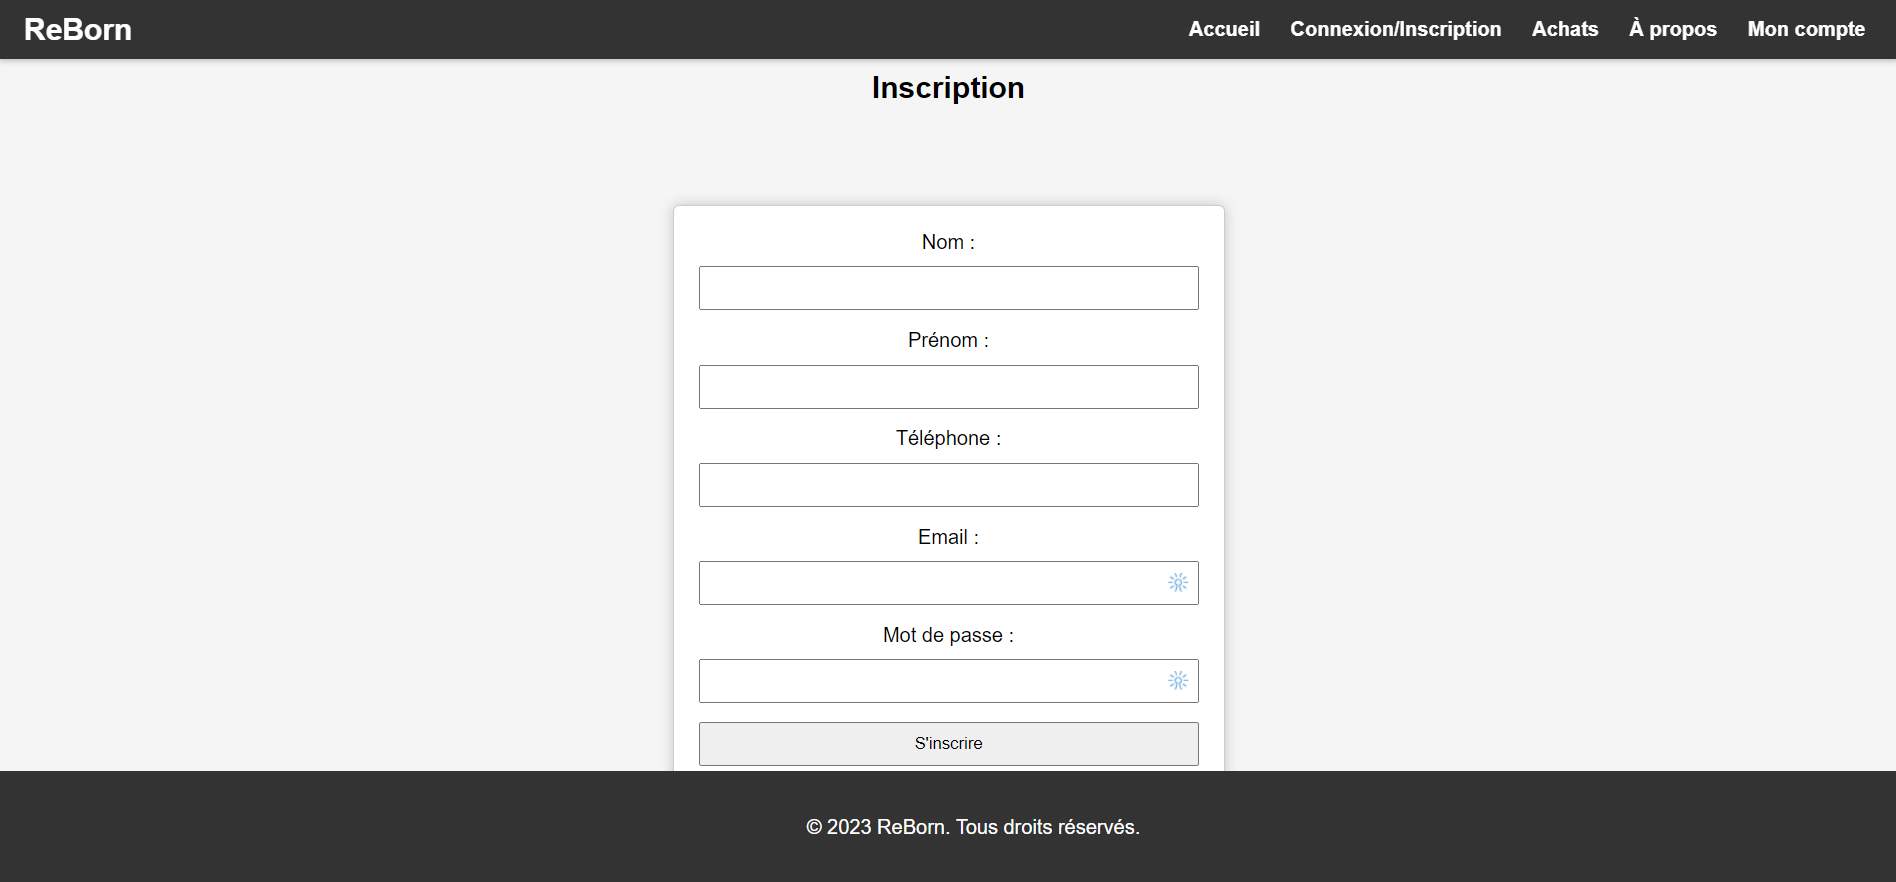 ReBorn
Accueil Connexion/Inscription Achats À propos Mon compte
Inscription
Nom :
Prénom :
Téléphone :
Email :
Mot de passe :
S'inscrire
© 2023 ReBorn. Tous droits réservés.